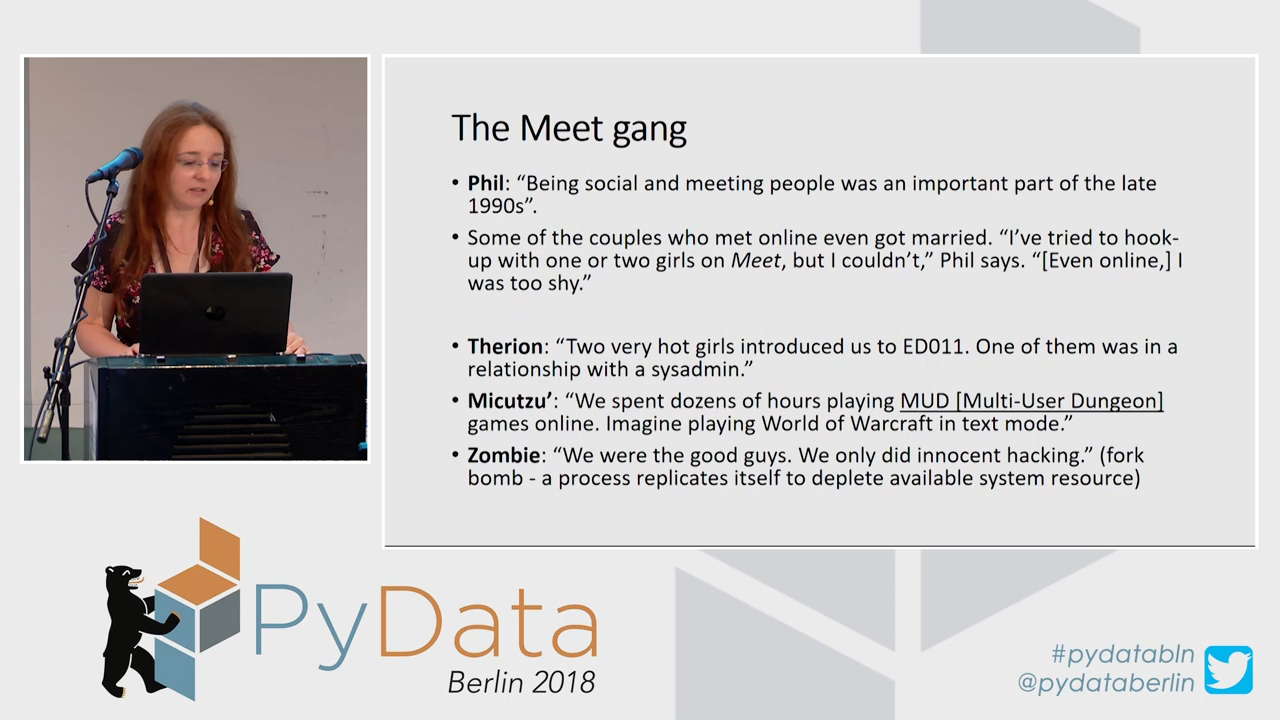 The Meet gang
• Phil: “Being social and meeting people was an important part of the late
1990s”.
• Some of the couples who met online even got married. “I’ve tried to hook-
up with one or two girls on Meet, but I couldn’t,” Phil says. “[Even online,] I
was too shy.”
• Therion: “Two very hot girls introduced us to ED011. One of them was in a
relationship with a sysadmin.”
• Micutzu’: “We spent dozens of hours playing MUD [Multi-User Dungeon]
games online. Imagine playing World of Warcraft in text mode.”
• Zombie: “We were the good guys. We only did innocent hacking.” (fork
bomb - a process replicates itself to deplete available system resource)
PyData
Berlin 2018
#pydatabln
@pydataberlin